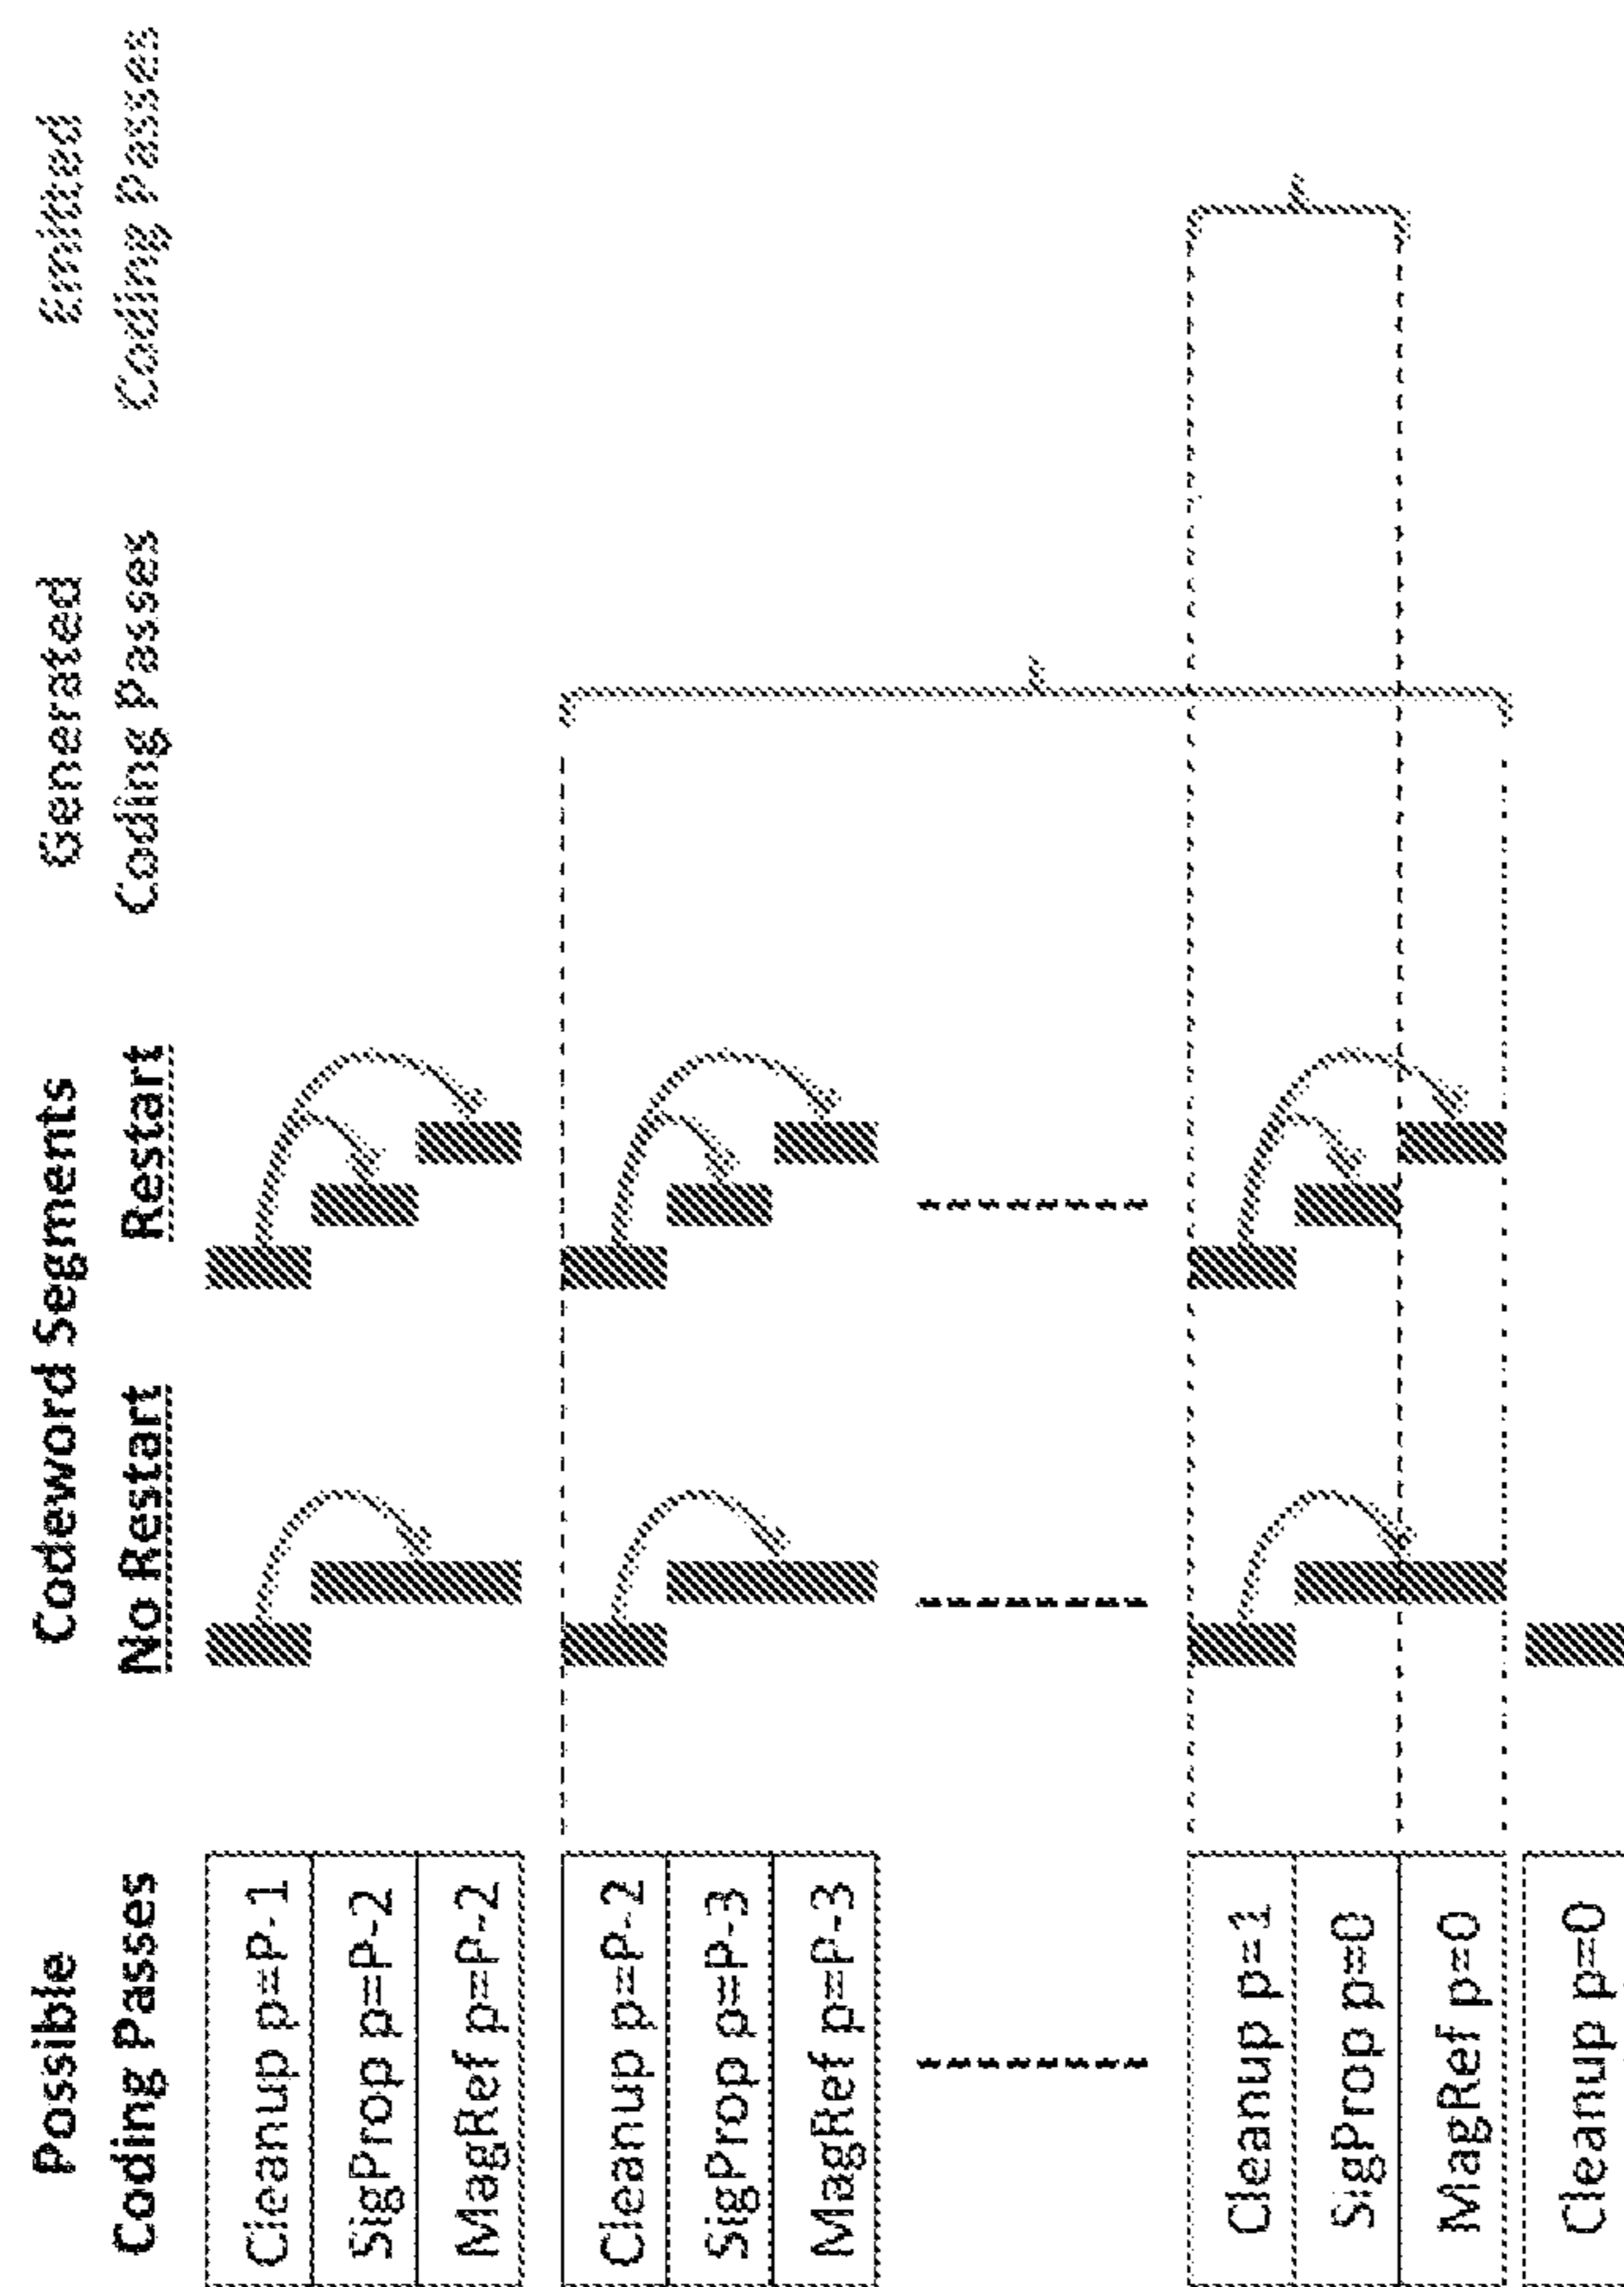 Possible
Coding Passes
Codeword Segments
No Restart
Restart
Generated
Coding Passes
Emitted
Coding Passes
Cleanup p=P-1
SigProp p=P-2
MagRef p=P-2
Cleanup p=P-2
SigProp p=P-3
MagRef p=P-3
Cleanup p=1
SigProp p=0
MagRef p=0
Cleanup p=0